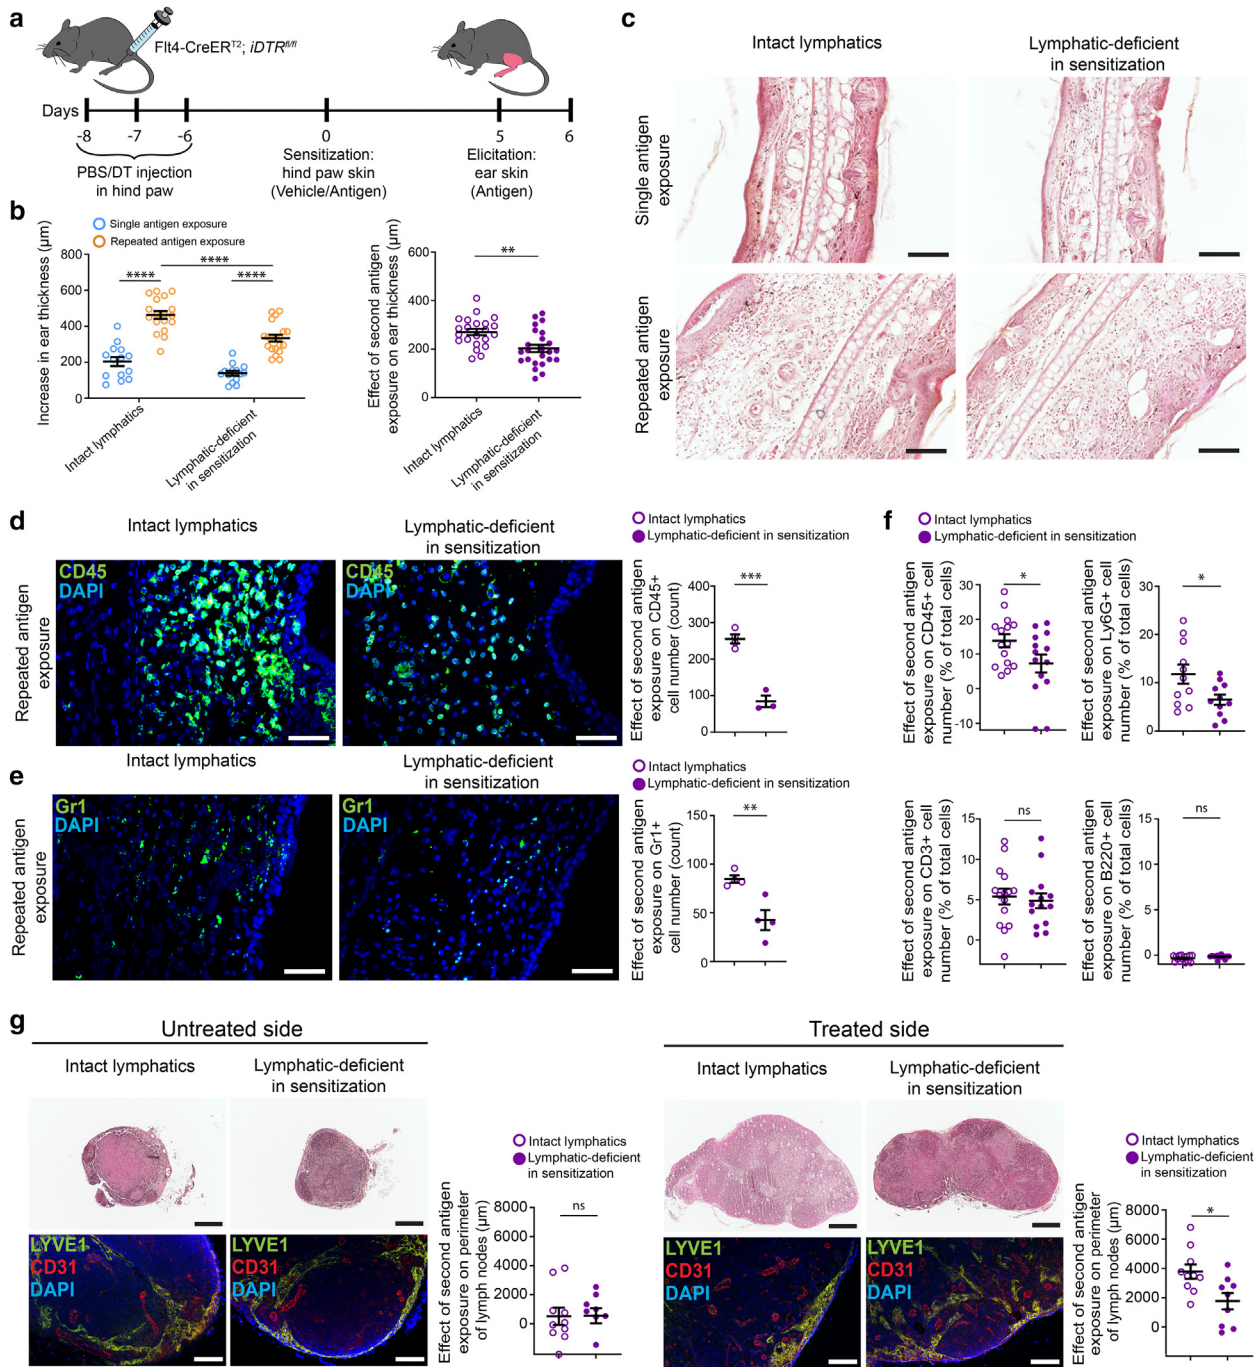 a
Flt4-CreERT2; iDTRfl/fl
Days
-8
-7
-6
0
5
6
PBS/DT injection
in hind paw
Sensitization:
hind paw skin
(Vehicle/Antigen)
Elicitation:
ear skin
(Antigen)
b
Single antigen exposure
Repeated antigen exposure
Increase in ear thickness (µm)
800
600
400
200
0
****
****
****
Intact lymphatics
Lymphatic-deficient
in sensitization
Effect of second antigen
exposure on ear thickness (µm)
600
400
200
0
**
Intact lymphatics
Lymphatic-deficient
in sensitization
c
Intact lymphatics
Lymphatic-deficient
in sensitization
Single antigen
exposure
Repeated antigen
exposure
d
Intact lymphatics
Lymphatic-deficient
in sensitization
Repeated antigen
exposure
CD45
DAPI
CD45
DAPI
Intact lymphatics
Lymphatic-deficient in sensitization
Effect of second antigen
exposure on CD45+
cell number (count)
400
300
200
100
0
***
e
Intact lymphatics
Lymphatic-deficient
in sensitization
Repeated antigen
exposure
Gr1
DAPI
Gr1
DAPI
Intact lymphatics
Lymphatic-deficient in sensitization
Effect of second antigen
exposure on Gr1+
cell number (count)
150
100
50
0
**
f
Intact lymphatics
Lymphatic-deficient in sensitization
Effect of second antigen
exposure on CD45+ cell
number (% of total cells)
30
20
10
0
-10
*
Effect of second antigen
exposure on Ly6G+ cell
number (% of total cells)
30
20
10
0
*
Effect of second antigen
exposure on CD3+ cell
number (% of total cells)
15
10
5
0
ns
Effect of second antigen
exposure on B220+ cell
number (% of total cells)
15
10
5
0
ns
g
Untreated side
Intact lymphatics
Lymphatic-deficient
in sensitization
LYVE1
CD31
DAPI
LYVE1
CD31
DAPI
Intact lymphatics
Lymphatic-deficient
in sensitization
Effect of second antigen
exposure on perimeter
of lymph nodes (µm)
8000
6000
4000
2000
0
ns
Treated side
Intact lymphatics
Lymphatic-deficient
in sensitization
LYVE1
CD31
DAPI
LYVE1
CD31
DAPI
Intact lymphatics
Lymphatic-deficient
in sensitization
Effect of second antigen
exposure on perimeter
of lymph nodes (µm)
8000
6000
4000
2000
0
*